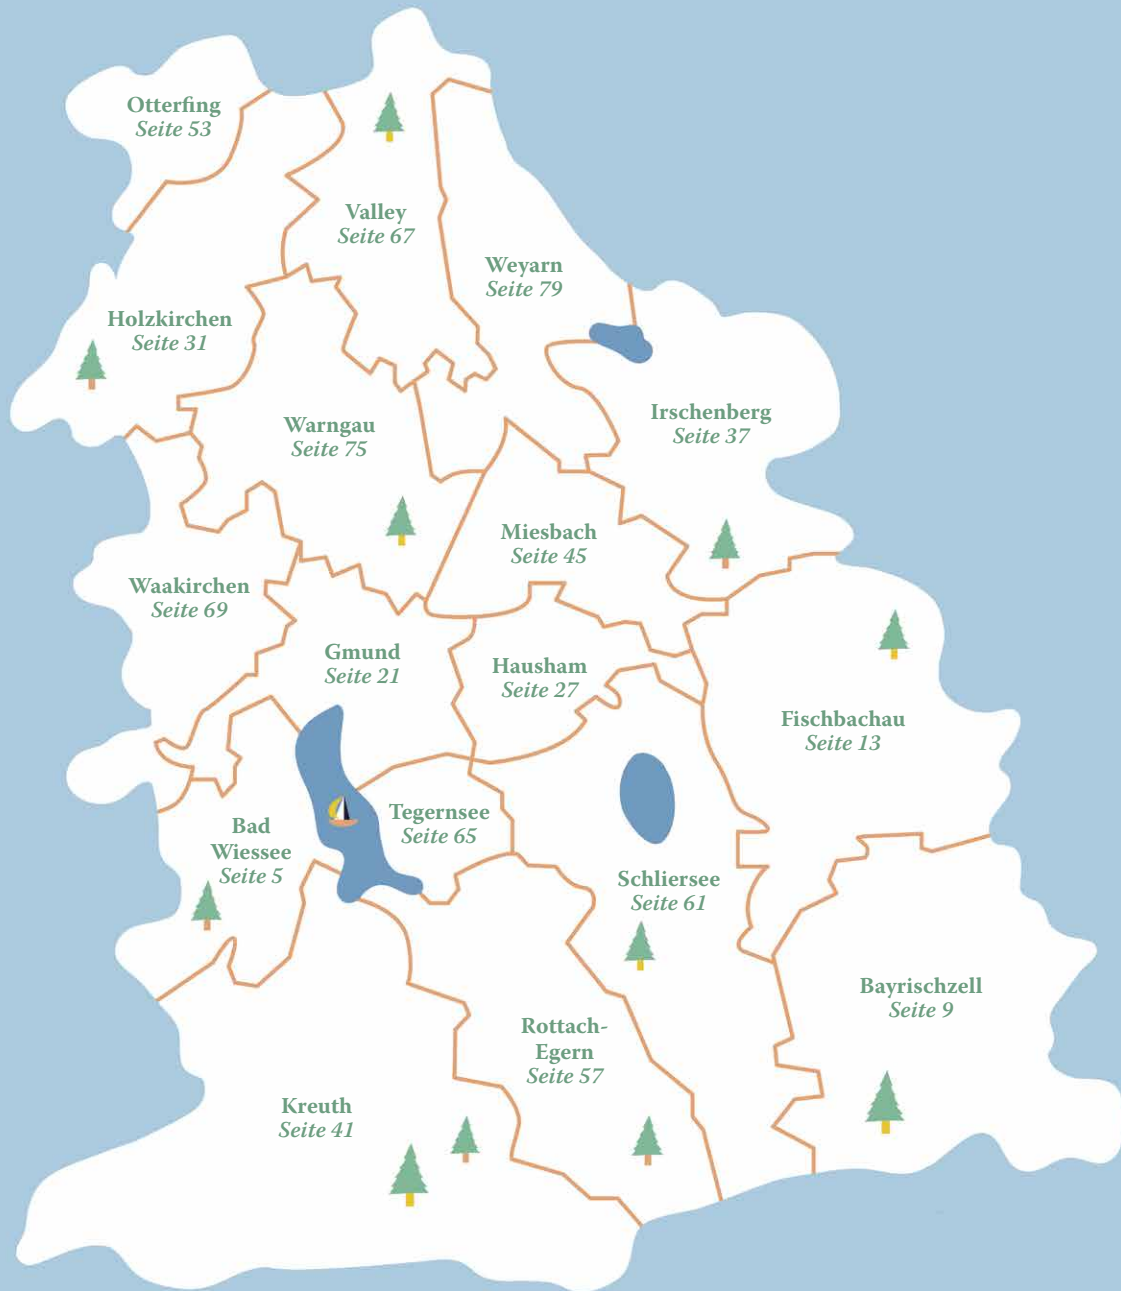 Otterfing
Seite 53
Valley
Seite 67
Weyarn
Seite 79
Holzkirchen
Seite 31
Irschenberg
Seite 37
Warngau
Seite 75
Miesbach
Seite 45
Waakirchen
Seite 69
Gmund
Seite 21
Hausham
Seite 27
Fischbachau
Seite 13
Tegernsee
Seite 65
Bad
Wiessee
Seite 5
Schliersee
Seite 61
Bayrischzell
Seite 9
Rottach-
Egern
Seite 57
Kreuth
Seite 41